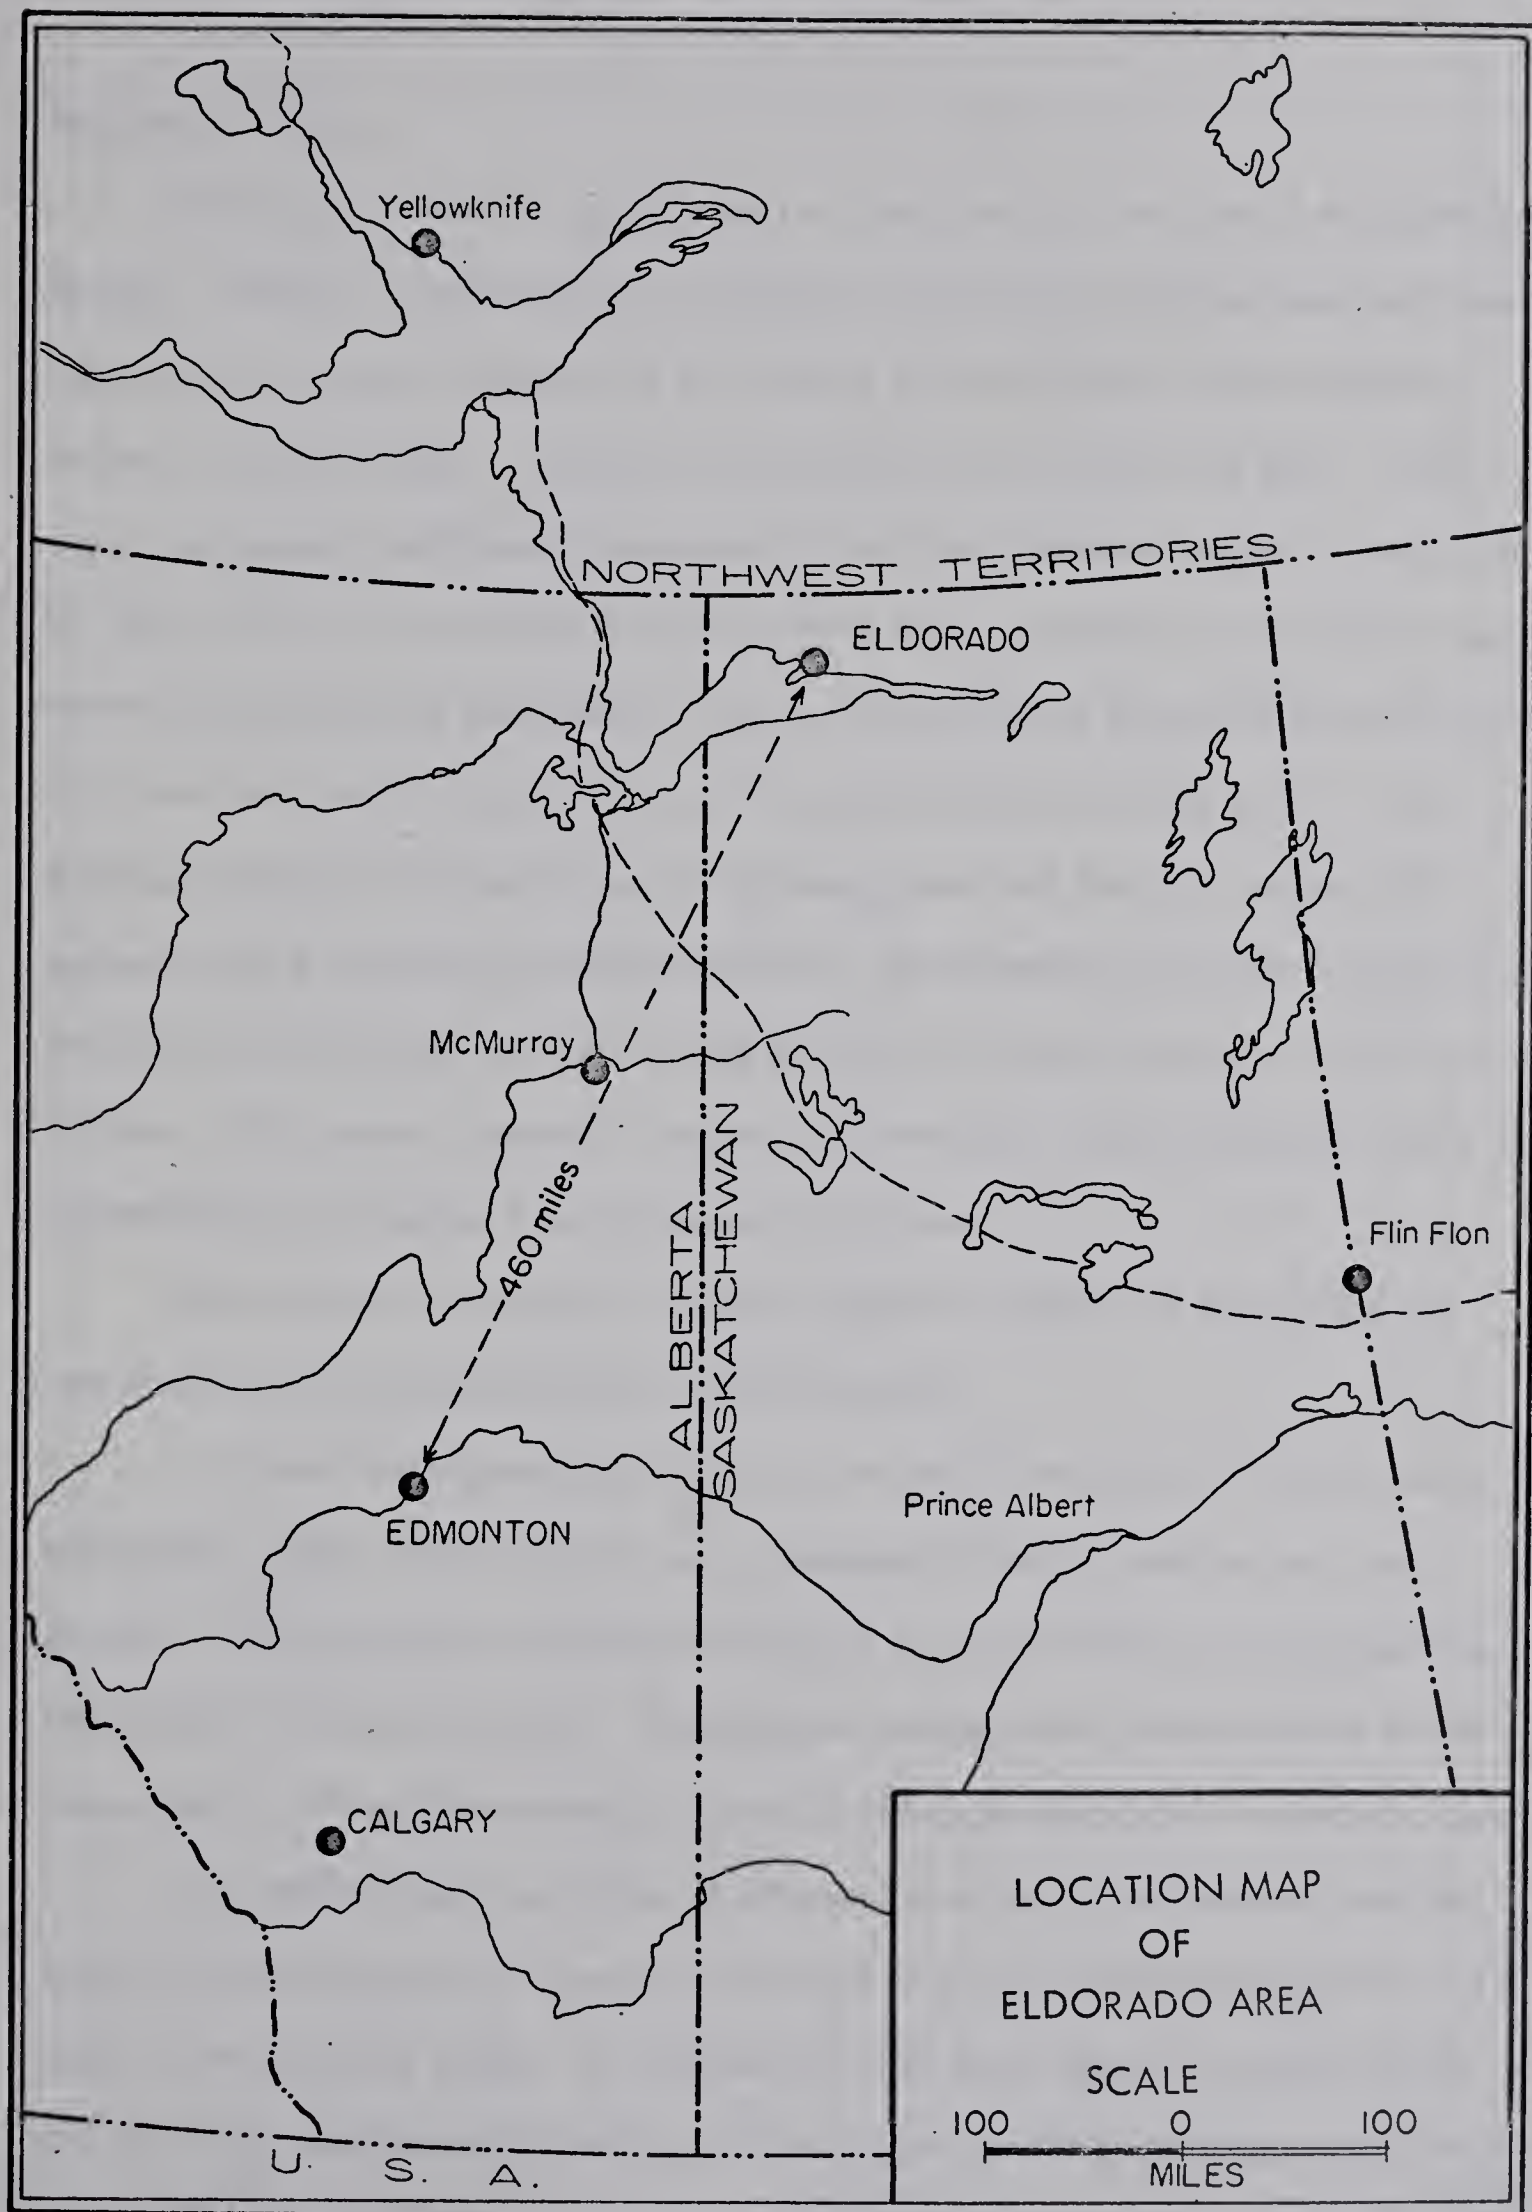 Yellowknife
NORTHWEST TERRITORIES
ELDORADO
McMurray
460 miles
ALBERTA
SASKATCHEWAN
Flin Flon
EDMONTON
Prince Albert
CALGARY
U. S. A.
LOCATION MAP
OF
ELDORADO AREA
SCALE
100 0 100
MILES